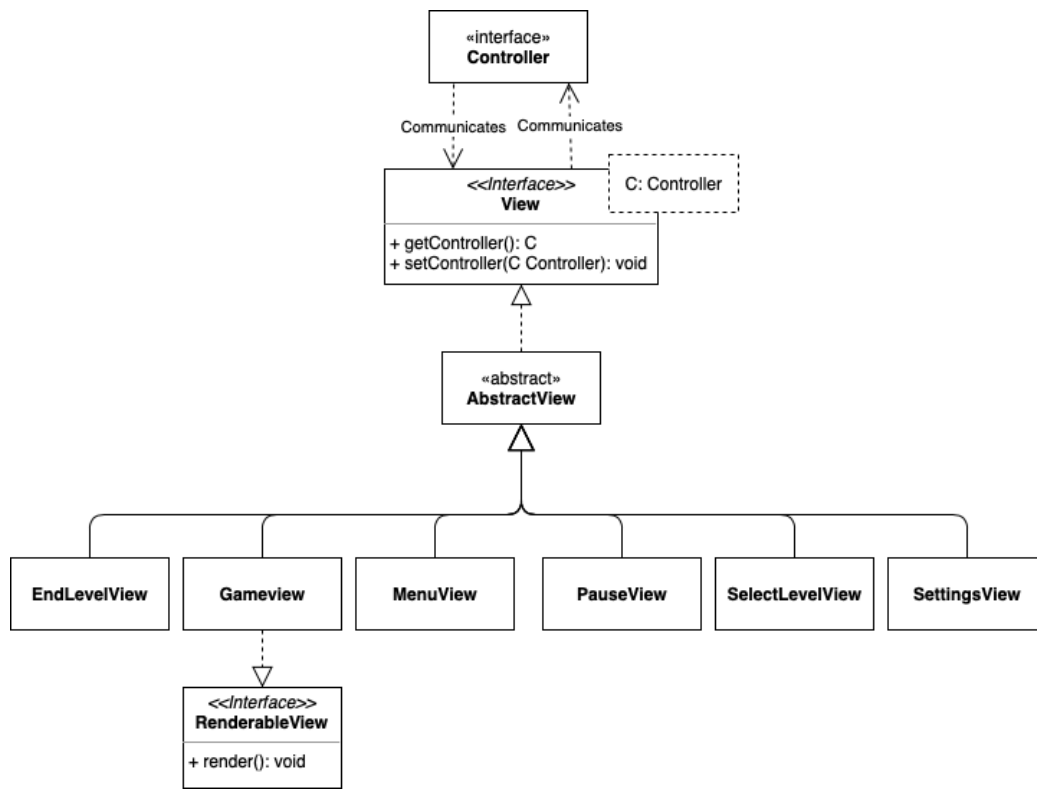 «interface»
Controller
Communicates
Communicates
<<Interface>>
View
C: Controller
+ getController(): C
+ setController(C Controller): void
«abstract»
AbstractView
EndLevelView
Gameview
MenuView
PauseView
SelectLevelView
SettingsView
<<Interface>>
RenderableView
+ render(): void